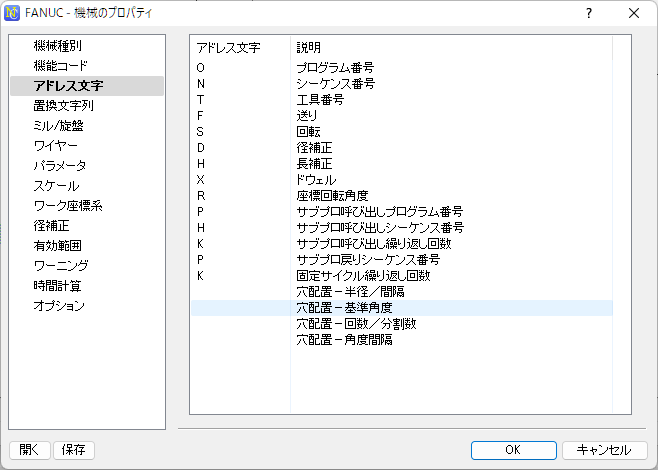 FANUC - 機械のプロパティ
機械種別
機能コード
アドレス文字
置換文字列
ミル/旋盤
ワイヤー
パラメータ
スケール
ワーク座標系
径補正
有効範囲
ワーニング
時間計算
オプション
アドレス文字 説明
O プログラム番号
N シーケンス番号
T 工具番号
F 送り
S 回転
D 径補正
H 長補正
X ドウェル
R 座標回転角度
P サブプロ呼び出しプログラム番号
H サブプロ呼び出しシーケンス番号
K サブプロ呼び出し繰り返し回数
P サブプロ戻りシーケンス番号
K 固定サイクル繰り返し回数
穴配置－半径／間隔
穴配置－基準角度
穴配置－回数／分割数
穴配置－角度間隔
開く 保存 OK キャンセル